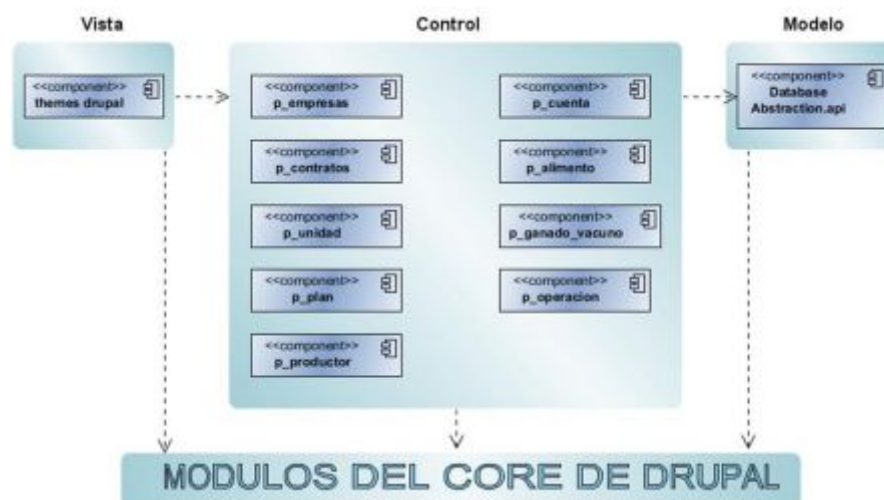 Vista
Control
Modelo
<<component>>
themes drupal
<<component>>
p_empresas
<<component>>
p_contratos
<<component>>
p_unidad
<<component>>
p_plan
<<component>>
p_productor
<<component>>
p_cuenta
<<component>>
p_alimento
<<component>>
p_ganado_vacuno
<<component>>
p_operacion
<<component>>
Database
Abstraction.api
MODULOS DEL CORE DE DRUPAL